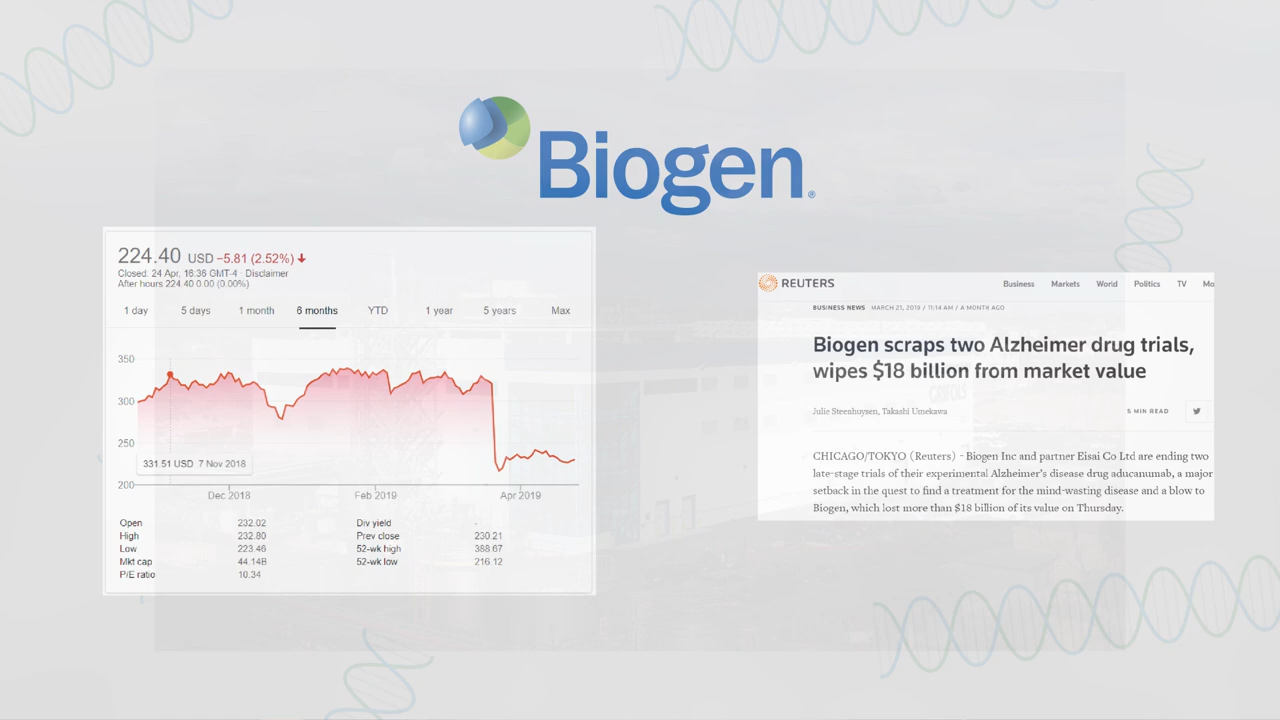 Biogen®
224.40 USD −5.81 (2.52%) ↓
Closed: 24 Apr, 16:36 GMT-4 · Disclaimer
After hours 224.40 0.00 (0.00%)
1 day 5 days 1 month 6 months YTD 1 year 5 years Max
350
300
250
200
331.51 USD 7 Nov 2018
Dec 2018 Feb 2019 Apr 2019
Open 232.02 Div yield -
High 232.80 Prev close 230.21
Low 223.46 52-wk high 388.67
Mkt cap 44.14B 52-wk low 216.12
P/E ratio 10.34
REUTERS Business Markets World Politics TV Mo
BUSINESS NEWS MARCH 21, 2019 / 11:14 AM / A MONTH AGO
Biogen scraps two Alzheimer drug trials,
wipes $18 billion from market value
Julie Steenhuysen, Takashi Umekawa
5 MIN READ
CHICAGO/TOKYO (Reuters) - Biogen Inc and partner Eisai Co Ltd are ending two
late-stage trials of their experimental Alzheimer's disease drug aducanumab, a major
setback in the quest to find a treatment for the mind-wasting disease and a blow to
Biogen, which lost more than $18 billion of its value on Thursday.
GRIFOLS